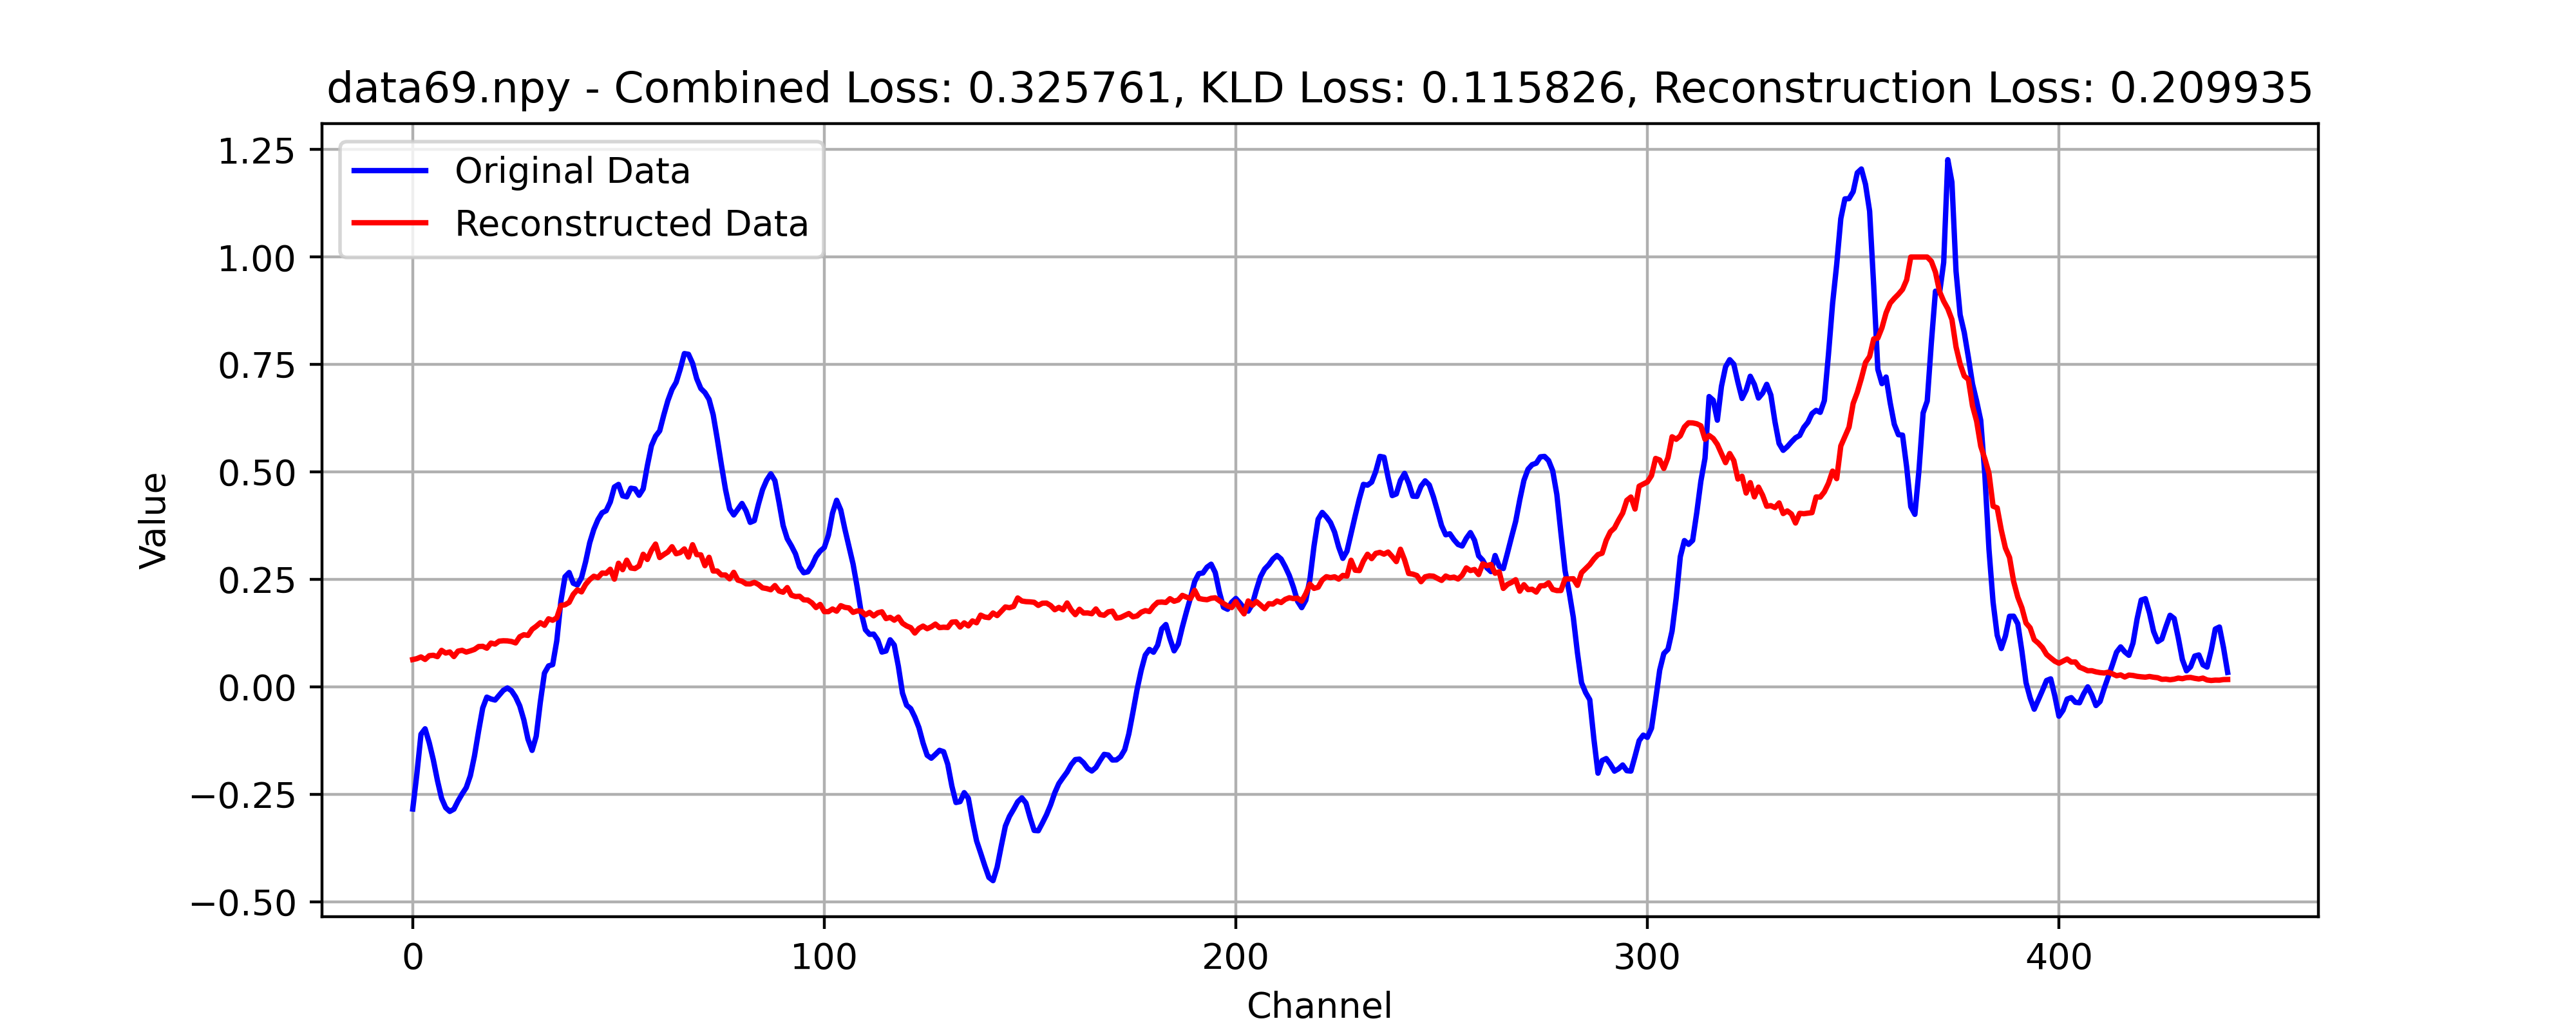 data69.npy - Combined Loss: 0.325761, KLD Loss: 0.115826, Reconstruction Loss: 0.209935
Original Data
Reconstructed Data
1.25
1.00
0.75
0.50
0.25
0.00
−0.25
−0.50
Value
0 100 200 300 400
Channel